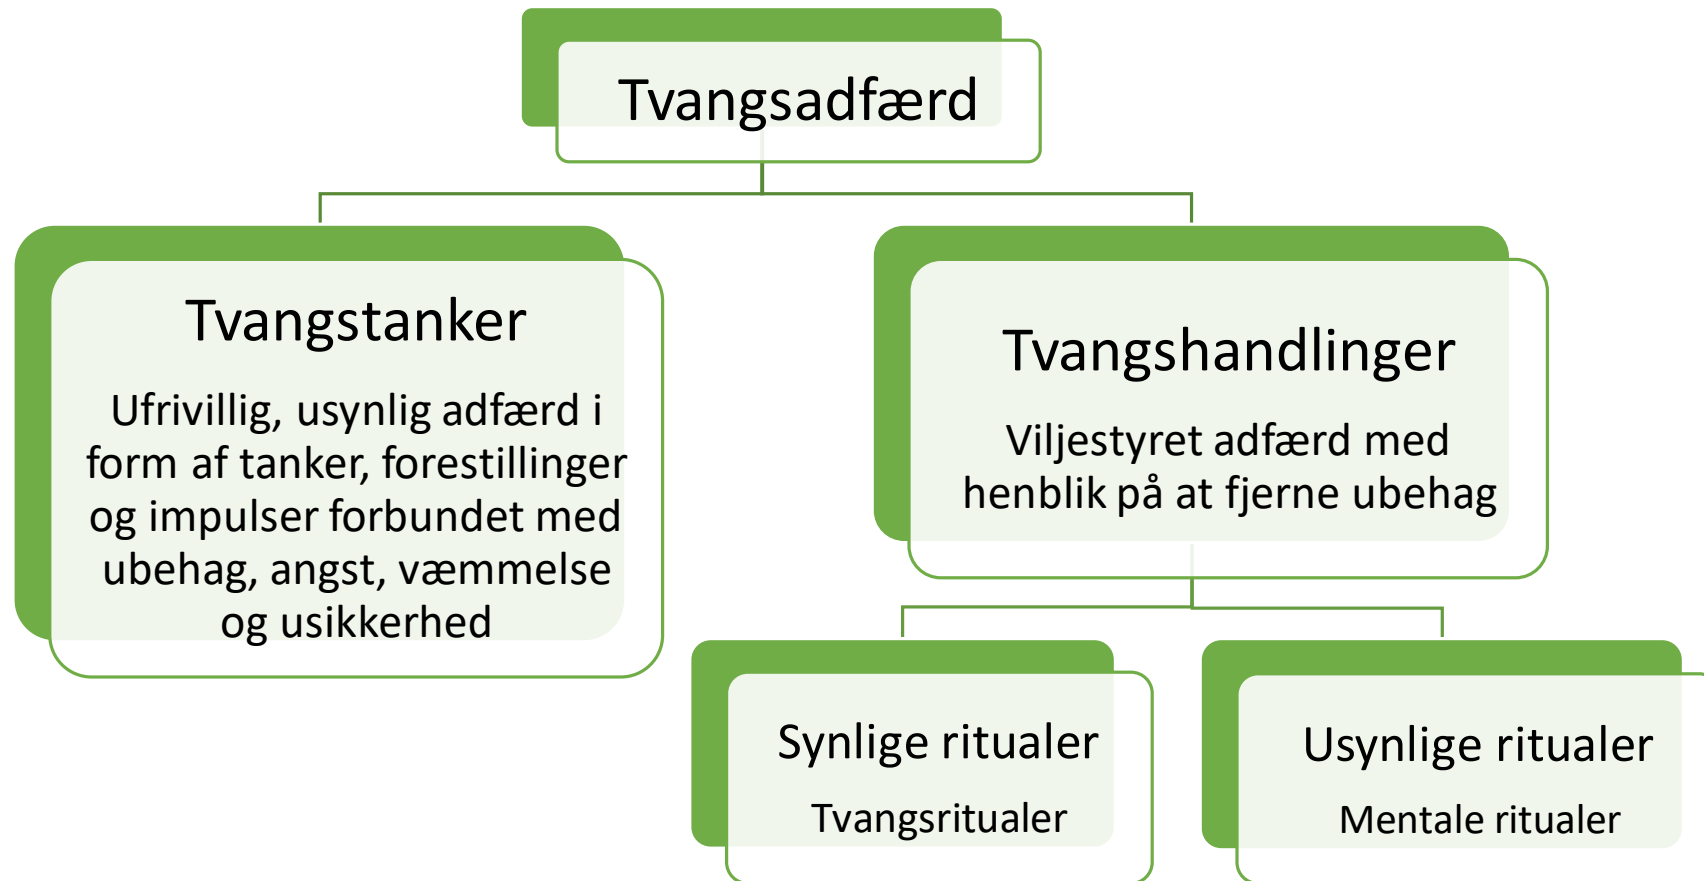 Tvangsadfærd
Tvangstanker
Ufrivillig, usynlig adfærd i
form af tanker, forestillinger
og impulser forbundet med
ubehag, angst, væmmelse
og usikkerhed
Tvangshandlinger
Viljestyret adfærd med
henblik på at fjerne ubehag
Synlige ritualer
Tvangsritualer
Usynlige ritualer
Mentale ritualer